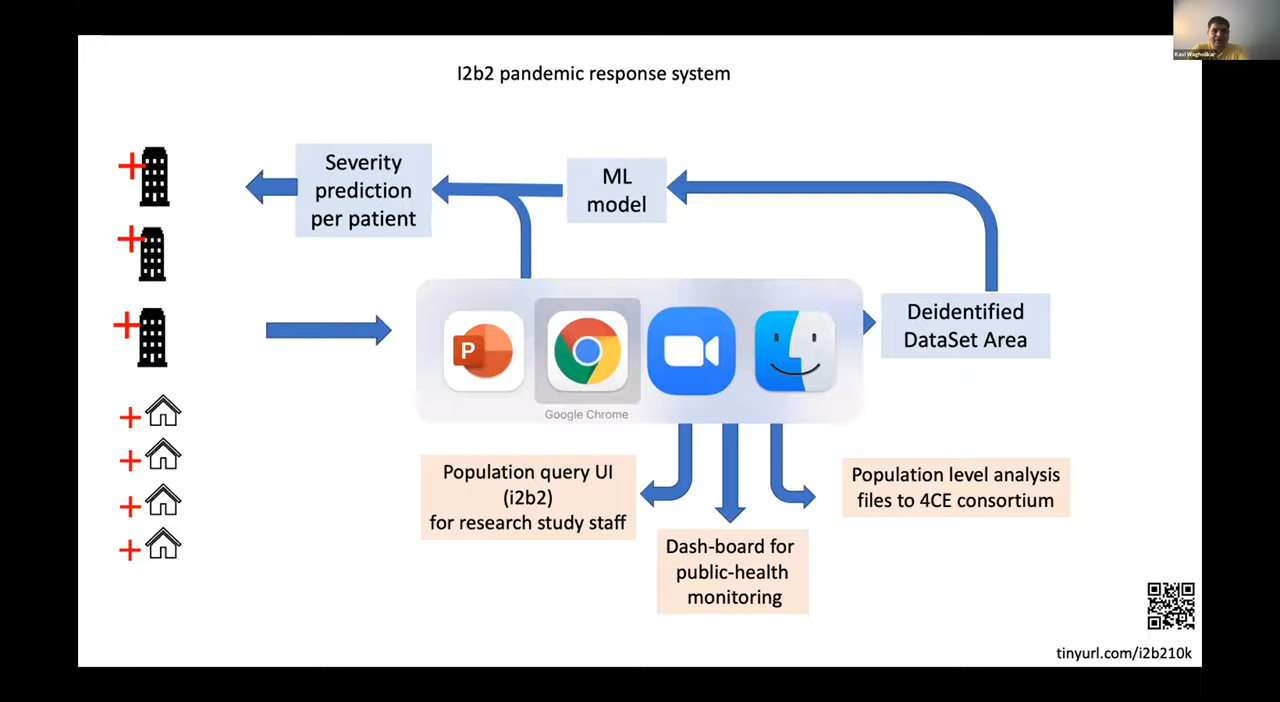 Kavi Wagholikar
I2b2 pandemic response system
Severity
prediction
per patient
ML
model
Deidentified
DataSet Area
P
Google Chrome
Population query UI
(i2b2)
for research study staff
Population level analysis
files to 4CE consortium
Dash-board for
public-health
monitoring
tinyurl.com/i2b210k